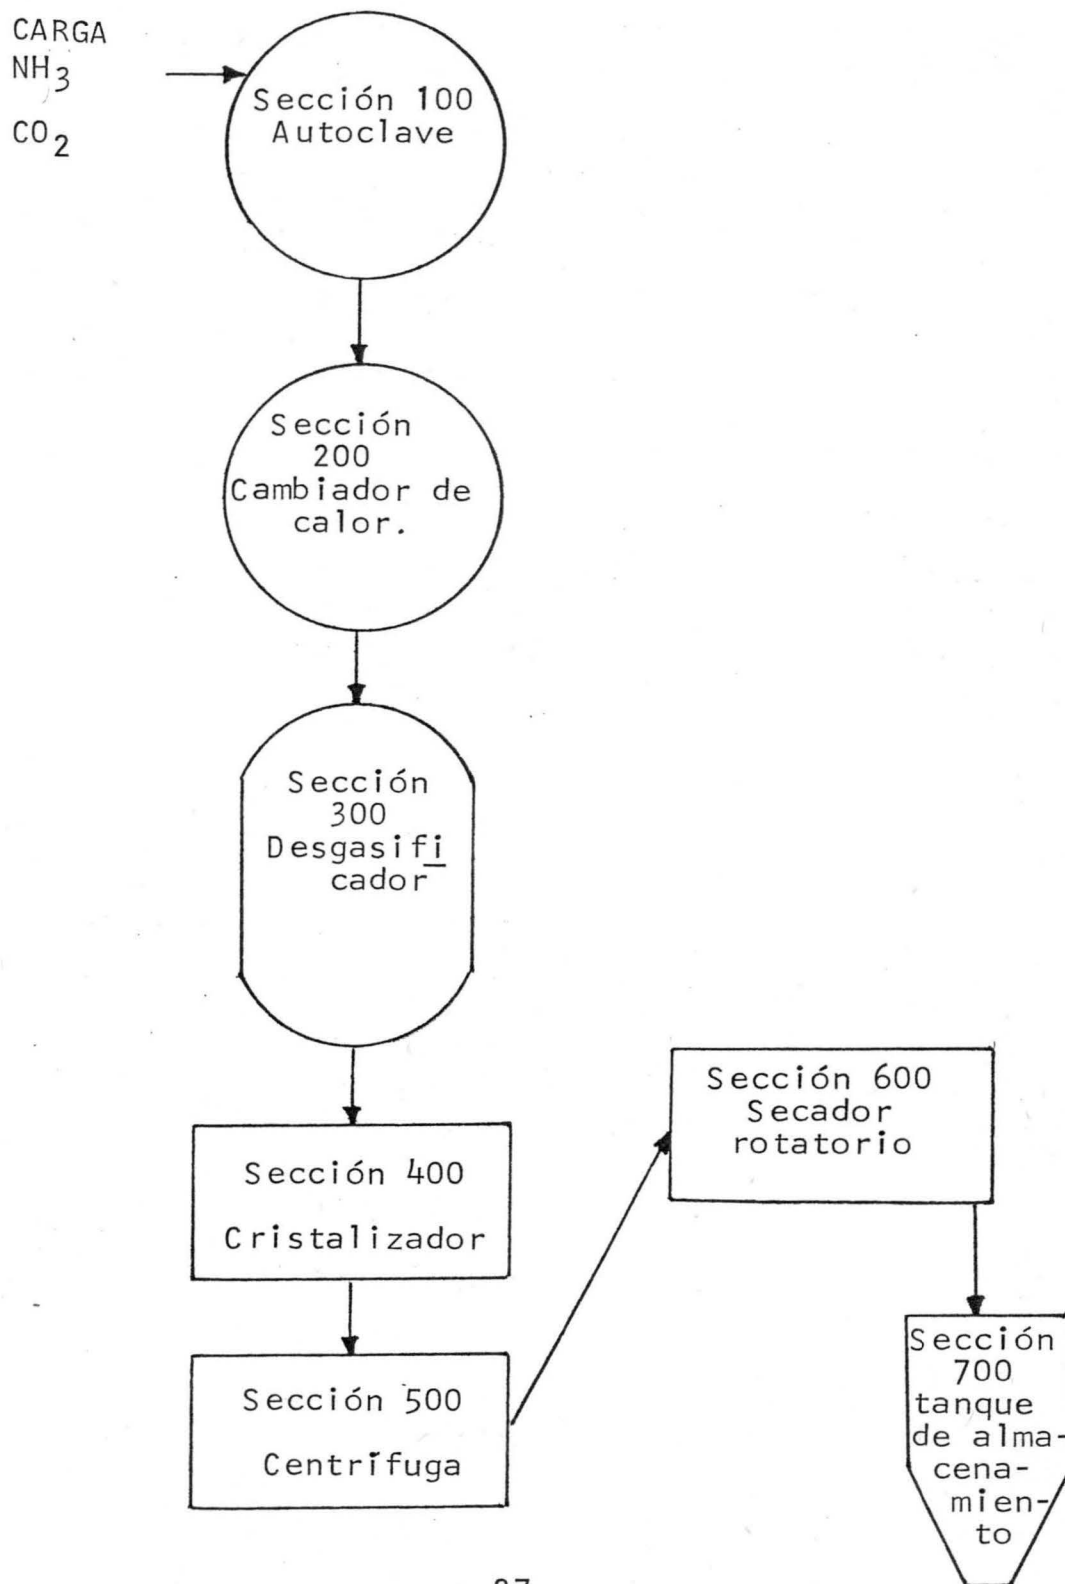 CARGA
NH3
CO2
Sección 100
Autoclave
Sección
200
Cambiador de
calor.
Sección
300
Desgasifi
cador
Sección 400
Cristalizador
Sección 500
Centrífuga
Sección 600
Secador
rotatorio
Sección
700
tanque
de alma-
cena-
mien-
to